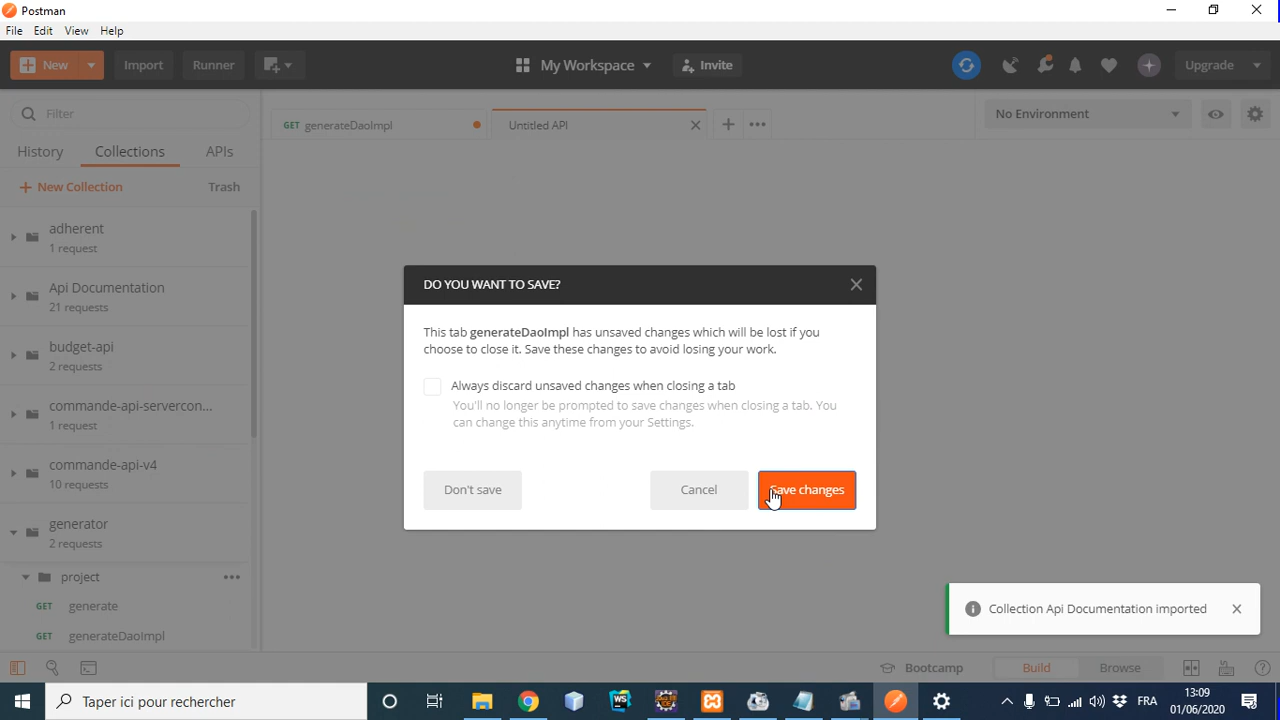 Postman
File Edit View Help
New Import Runner My Workspace Invite Upgrade
Filter
GET generateDaoImpl Untitled API No Environment
History Collections APIs
New Collection Trash
adherent
1 request
Api Documentation
21 requests
budget-api
2 requests
commande-api-servercon...
1 request
commande-api-v4
10 requests
generator
2 requests
project
GET generate
GET generateDaoImpl
DO YOU WANT TO SAVE?
This tab generateDaoImpl has unsaved changes which will be lost if you
choose to close it. Save these changes to avoid losing your work.
Always discard unsaved changes when closing a tab
You'll no longer be prompted to save changes when closing a tab. You
can change this anytime from your Settings.
Don't save Cancel Save changes
Collection Api Documentation imported
Bootcamp Build Browse
Taper ici pour rechercher
FRA
13:09
01/06/2020